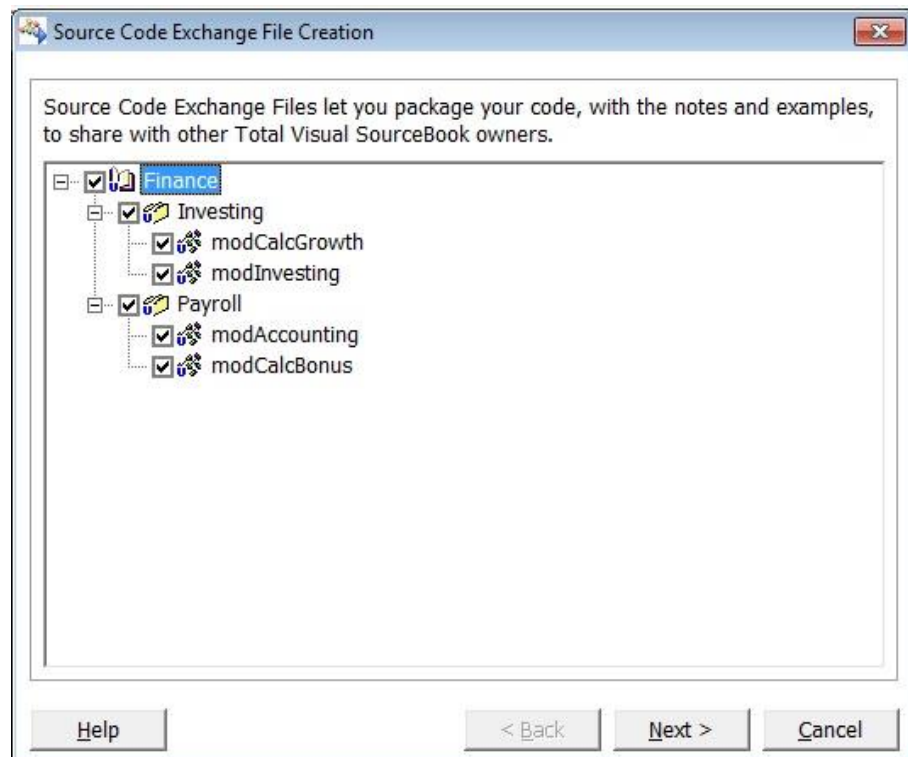 Source Code Exchange File Creation
Source Code Exchange Files let you package your code, with the notes and examples,
to share with other Total Visual SourceBook owners.
Finance
Investing
modCalcGrowth
modInvesting
Payroll
modAccounting
modCalcBonus
Help
< Back
Next >
Cancel